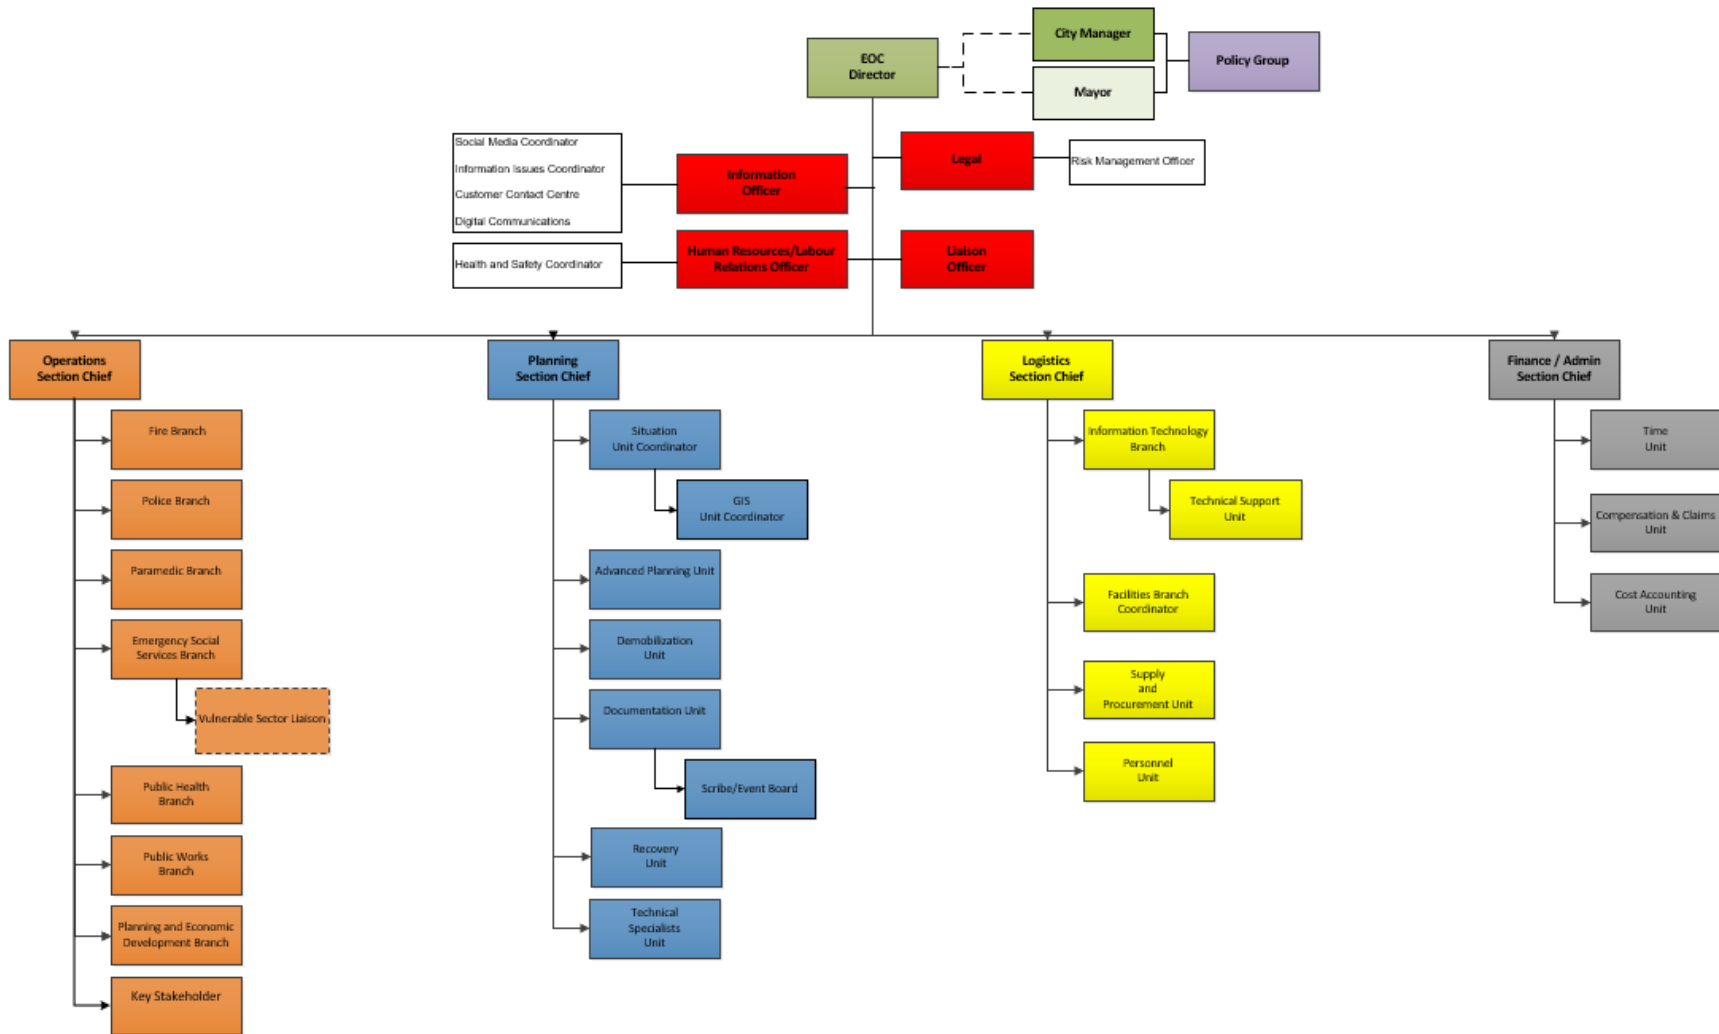 City Manager
EOC
Director
Policy Group
Mayor
Social Media Coordinator
Information Issues Coordinator
Customer Contact Centre
Digital Communications
Information
Officer
Legal
Risk Management Officer
Health and Safety Coordinator
Human Resources/Labour
Relations Officer
Liaison
Officer
Operations
Section Chief
Fire Branch
Police Branch
Paramedic Branch
Emergency Social
Services Branch
Vulnerable Sector Liaison
Public Health
Branch
Public Works
Branch
Planning and Economic
Development Branch
Key Stakeholder
Planning
Section Chief
Situation
Unit Coordinator
GIS
Unit Coordinator
Advanced Planning Unit
Demobilization
Unit
Documentation Unit
Scribe/Event Board
Recovery
Unit
Technical
Specialists
Unit
Logistics
Section Chief
Information Technology
Branch
Technical Support
Unit
Facilities Branch
Coordinator
Supply
and
Procurement Unit
Personnel
Unit
Finance / Admin
Section Chief
Time
Unit
Compensation & Claims
Unit
Cost Accounting
Unit